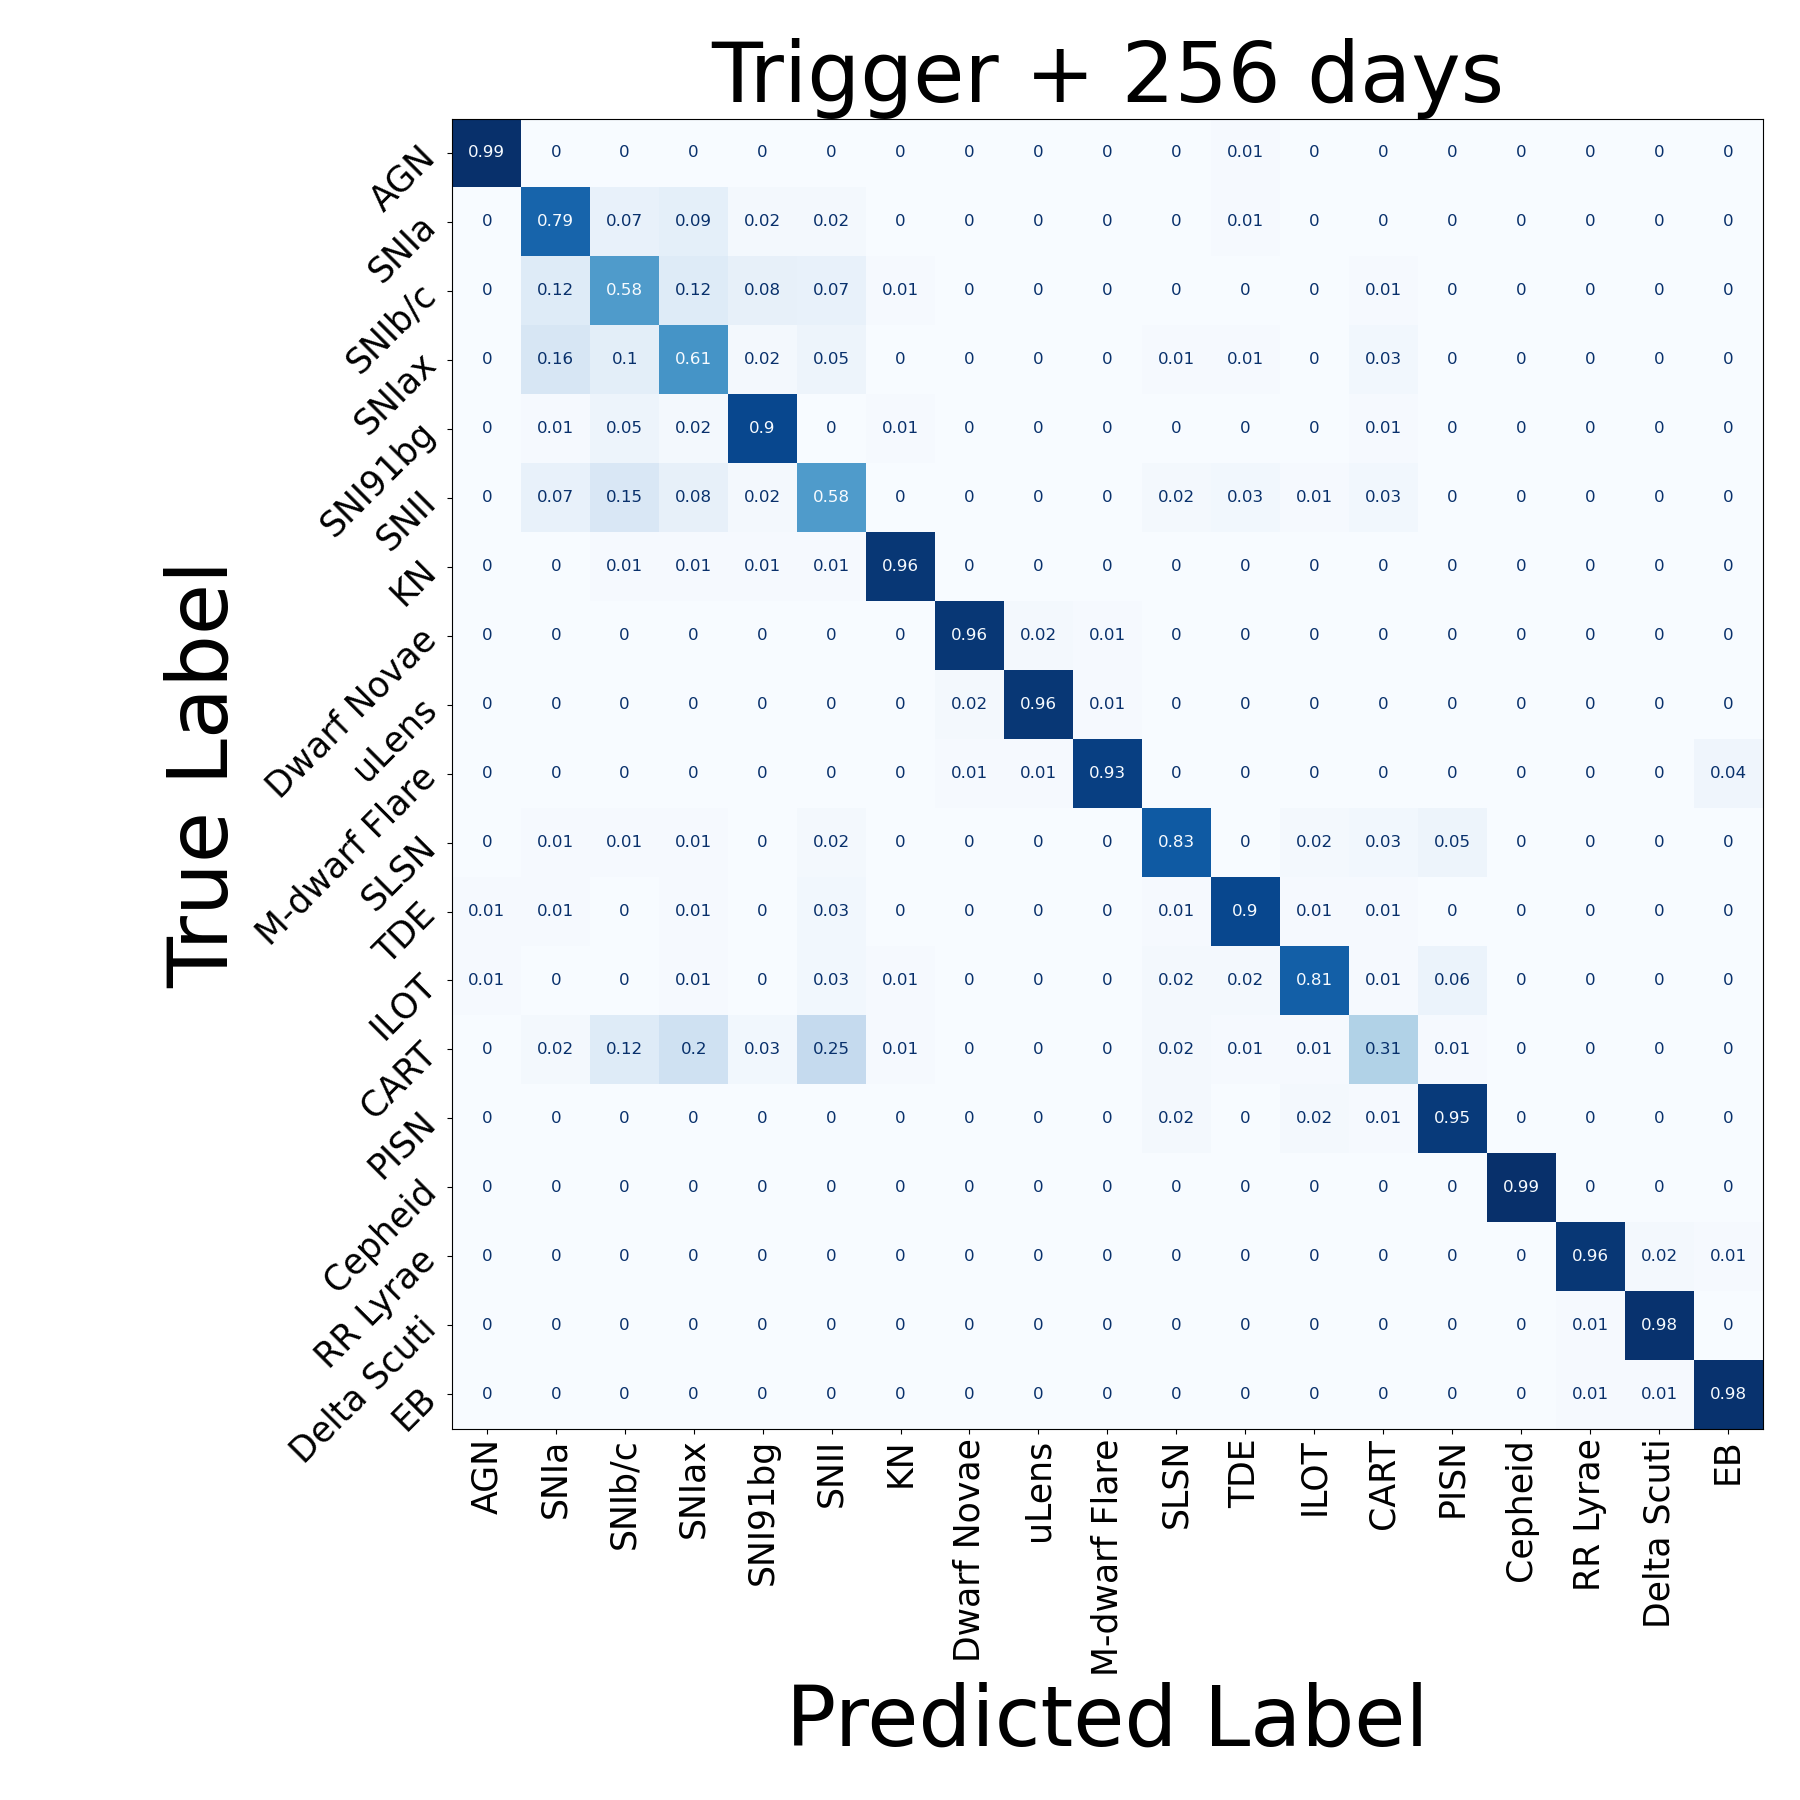 Trigger + 256 days
True Label
AGN 0.99 0 0 0 0 0 0 0 0 0 0 0.01 0 0 0 0 0 0 0
SNIa 0 0.79 0.07 0.09 0.02 0.02 0 0 0 0 0 0.01 0 0 0 0 0 0 0
SNIb/c 0 0.12 0.58 0.12 0.08 0.07 0.01 0 0 0 0 0 0 0.01 0 0 0 0 0
SNIax 0 0.16 0.1 0.61 0.02 0.05 0 0 0 0 0.01 0.01 0 0.03 0 0 0 0 0
SNI91bg 0 0.01 0.05 0.02 0.9 0 0.01 0 0 0 0 0 0 0.01 0 0 0 0 0
SNII 0 0.07 0.15 0.08 0.02 0.58 0 0 0 0 0.02 0.03 0.01 0.03 0 0 0 0 0
KN 0 0 0.01 0.01 0.01 0.01 0.96 0 0 0 0 0 0 0 0 0 0 0 0
Dwarf Novae 0 0 0 0 0 0 0 0.96 0.02 0.01 0 0 0 0 0 0 0 0 0
uLens 0 0 0 0 0 0 0 0.02 0.96 0.01 0 0 0 0 0 0 0 0 0
M-dwarf Flare 0 0 0 0 0 0 0 0.01 0.01 0.93 0 0 0 0 0 0 0 0 0.04
SLSN 0 0.01 0.01 0.01 0 0.02 0 0 0 0 0.83 0 0.02 0.03 0.05 0 0 0 0
TDE 0.01 0.01 0 0.01 0 0.03 0 0 0 0 0.01 0.9 0.01 0.01 0 0 0 0 0
ILOT 0.01 0 0 0.01 0 0.03 0.01 0 0 0 0.02 0.02 0.81 0.01 0.06 0 0 0 0
CART 0 0.02 0.12 0.2 0.03 0.25 0.01 0 0 0 0.02 0.01 0.01 0.31 0.01 0 0 0 0
PISN 0 0 0 0 0 0 0 0 0 0 0.02 0 0.02 0.01 0.95 0 0 0 0
Cepheid 0 0 0 0 0 0 0 0 0 0 0 0 0 0 0 0.99 0 0 0
RR Lyrae 0 0 0 0 0 0 0 0 0 0 0 0 0 0 0 0 0.96 0.02 0.01
Delta Scuti 0 0 0 0 0 0 0 0 0 0 0 0 0 0 0 0 0.01 0.98 0
EB 0 0 0 0 0 0 0 0 0 0 0 0 0 0 0 0 0.01 0.01 0.98
AGN SNIa SNIb/c SNIax SNI91bg SNII KN Dwarf Novae uLens M-dwarf Flare SLSN TDE ILOT CART PISN Cepheid RR Lyrae Delta Scuti EB
Predicted Label